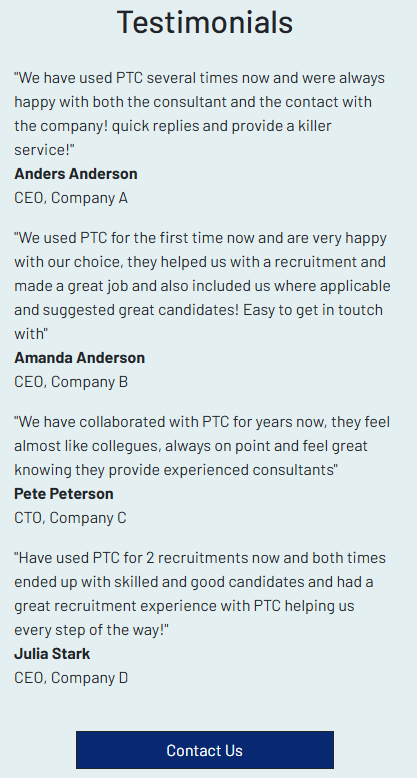 Testimonials
"We have used PTC several times now and were always
happy with both the consultant and the contact with
the company! quick replies and provide a killer
service!"
Anders Anderson
CEO, Company A
"We used PTC for the first time now and are very happy
with our choice, they helped us with a recruitment and
made a great job and also included us where applicable
and suggested great candidates! Easy to get in toutch
with"
Amanda Anderson
CEO, Company B
"We have collaborated with PTC for years now, they feel
almost like collegues, always on point and feel great
knowing they provide experienced consultants"
Pete Peterson
CTO, Company C
"Have used PTC for 2 recruitments now and both times
ended up with skilled and good candidates and had a
great recruitment experience with PTC helping us
every step of the way!"
Julia Stark
CEO, Company D
Contact Us